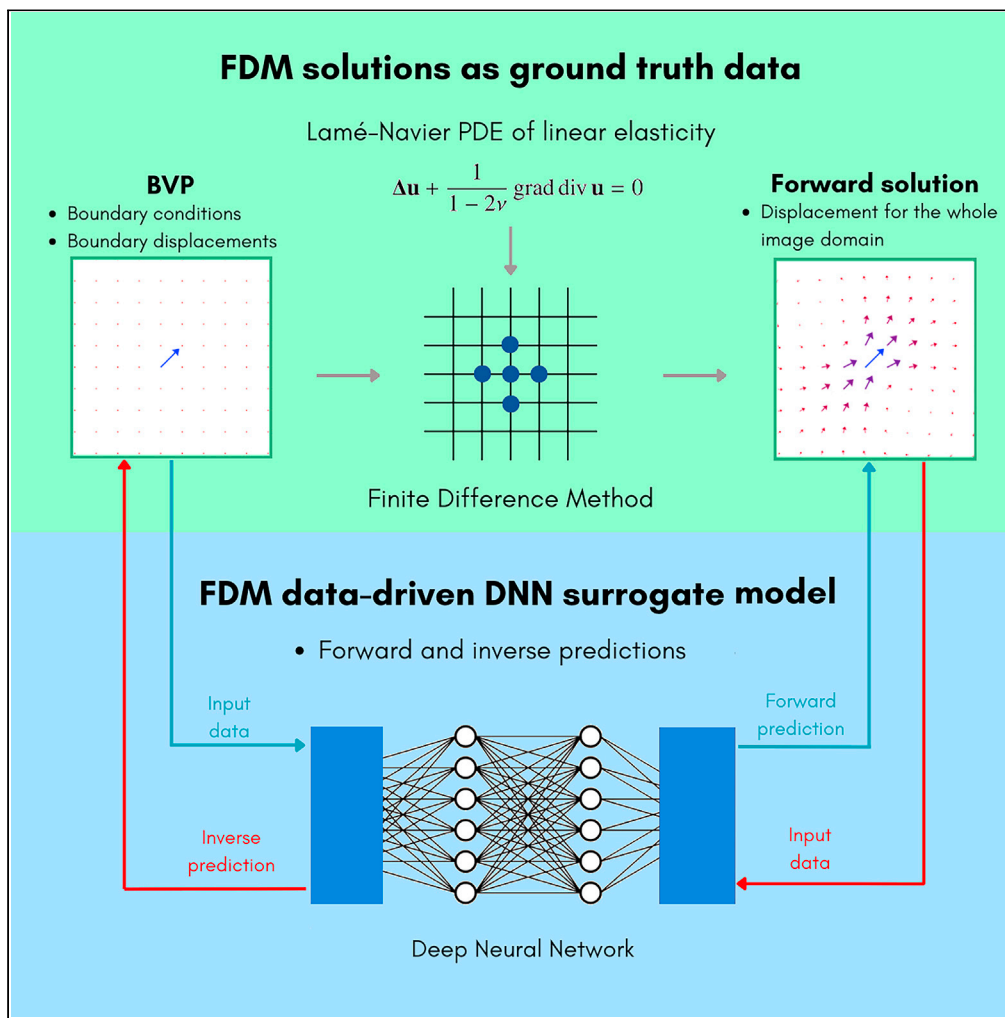 FDM solutions as ground truth data
Lamé-Navier PDE of linear elasticity
Δu + 1/(1 − 2ν) grad div u = 0
BVP
• Boundary conditions
• Boundary displacements
Forward solution
• Displacement for the whole
image domain
Finite Difference Method
FDM data-driven DNN surrogate model
• Forward and inverse predictions
Input
data
Forward
prediction
Inverse
prediction
Input
data
Deep Neural Network